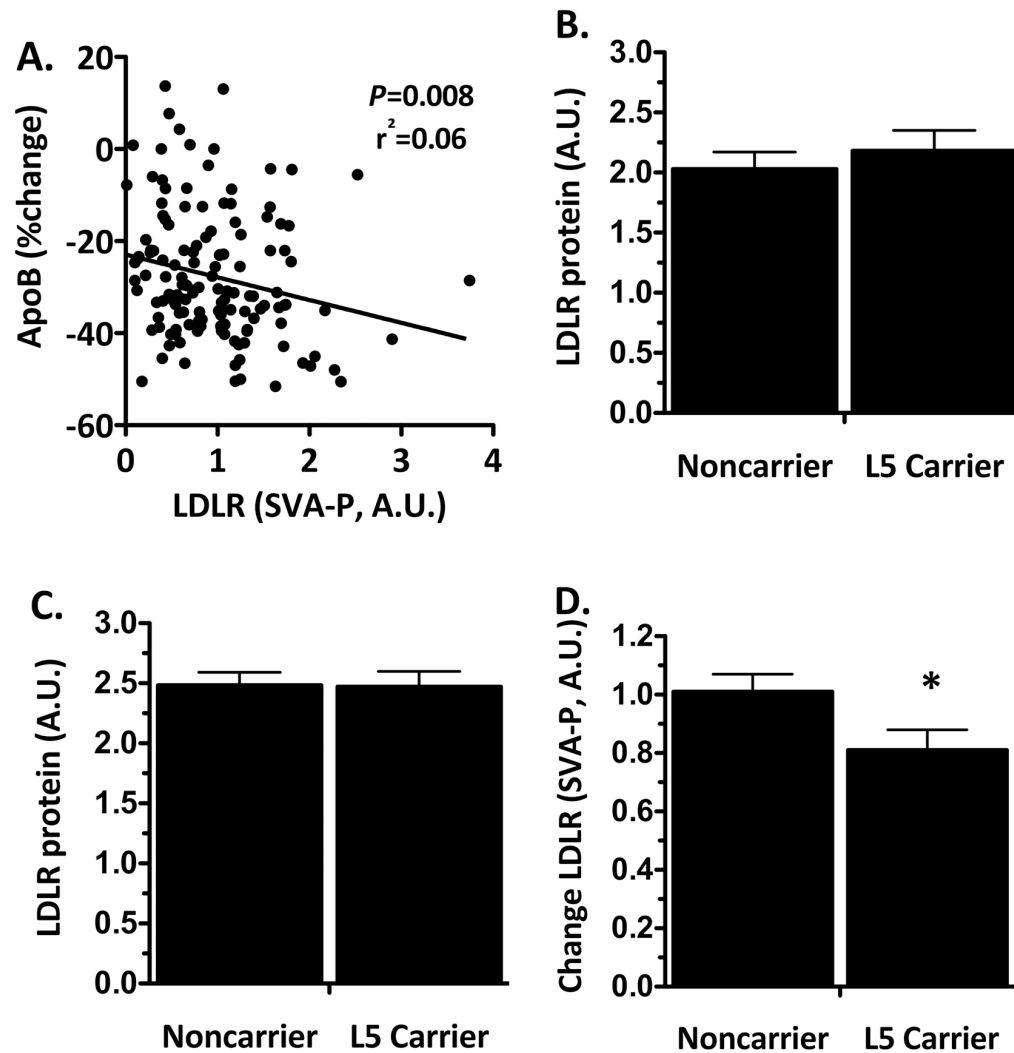 A.
ApoB (%change)
20
0
-20
-40
-60
P=0.008
r²=0.06
0 1 2 3 4
LDLR (SVA-P, A.U.)
B.
LDLR protein (A.U.)
3.0
2.5
2.0
1.5
1.0
0.5
0.0
Noncarrier L5 Carrier
C.
LDLR protein (A.U.)
3.0
2.5
2.0
1.5
1.0
0.5
0.0
Noncarrier L5 Carrier
D.
Change LDLR (SVA-P, A.U.)
1.2
1.0
0.8
0.6
0.4
0.2
0.0
*
Noncarrier L5 Carrier